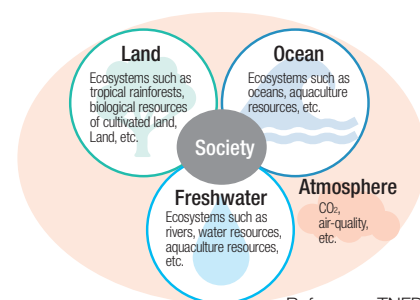 Land
Ecosystems such as
tropical rainforests,
biological resources
of cultivated land,
Land, etc.
Ocean
Ecosystems such as
oceans, aquaculture
resources, etc.
Society
Freshwater
Ecosystems such as
rivers, water resources,
aquaculture resources,
etc.
Atmosphere
CO₂,
air-quality,
etc.